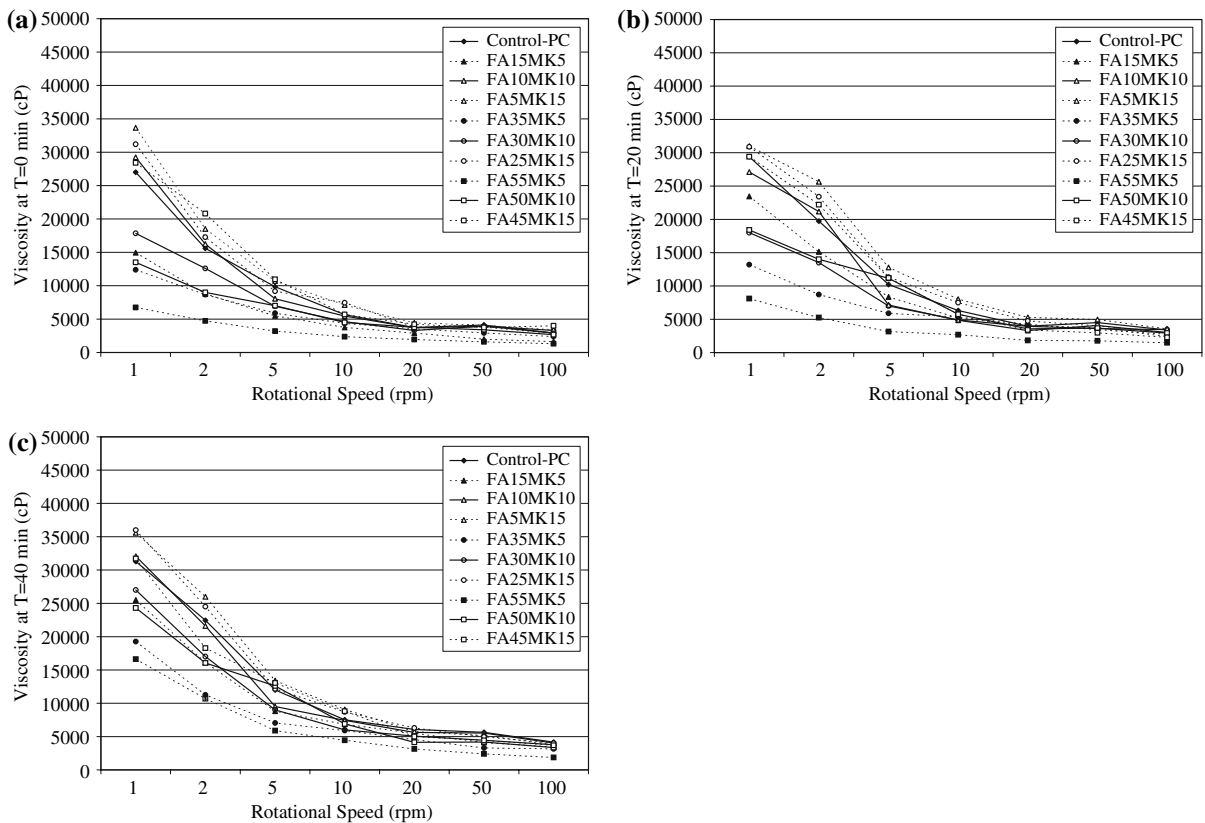 (a)
Viscosity at T=0 min (cP)
50000
45000
40000
35000
30000
25000
20000
15000
10000
5000
0
1 2 5 10 20 50 100
Rotational Speed (rpm)
Control-PC
FA15MK5
FA10MK10
FA5MK15
FA35MK5
FA30MK10
FA25MK15
FA55MK5
FA50MK10
FA45MK15
(b)
Viscosity at T=20 min (cP)
50000
45000
40000
35000
30000
25000
20000
15000
10000
5000
0
1 2 5 10 20 50 100
Rotational Speed (rpm)
Control-PC
FA15MK5
FA10MK10
FA5MK15
FA35MK5
FA30MK10
FA25MK15
FA55MK5
FA50MK10
FA45MK15
(c)
Viscosity at T=40 min (cP)
50000
45000
40000
35000
30000
25000
20000
15000
10000
5000
0
1 2 5 10 20 50 100
Rotational Speed (rpm)
Control-PC
FA15MK5
FA10MK10
FA5MK15
FA35MK5
FA30MK10
FA25MK15
FA55MK5
FA50MK10
FA45MK15